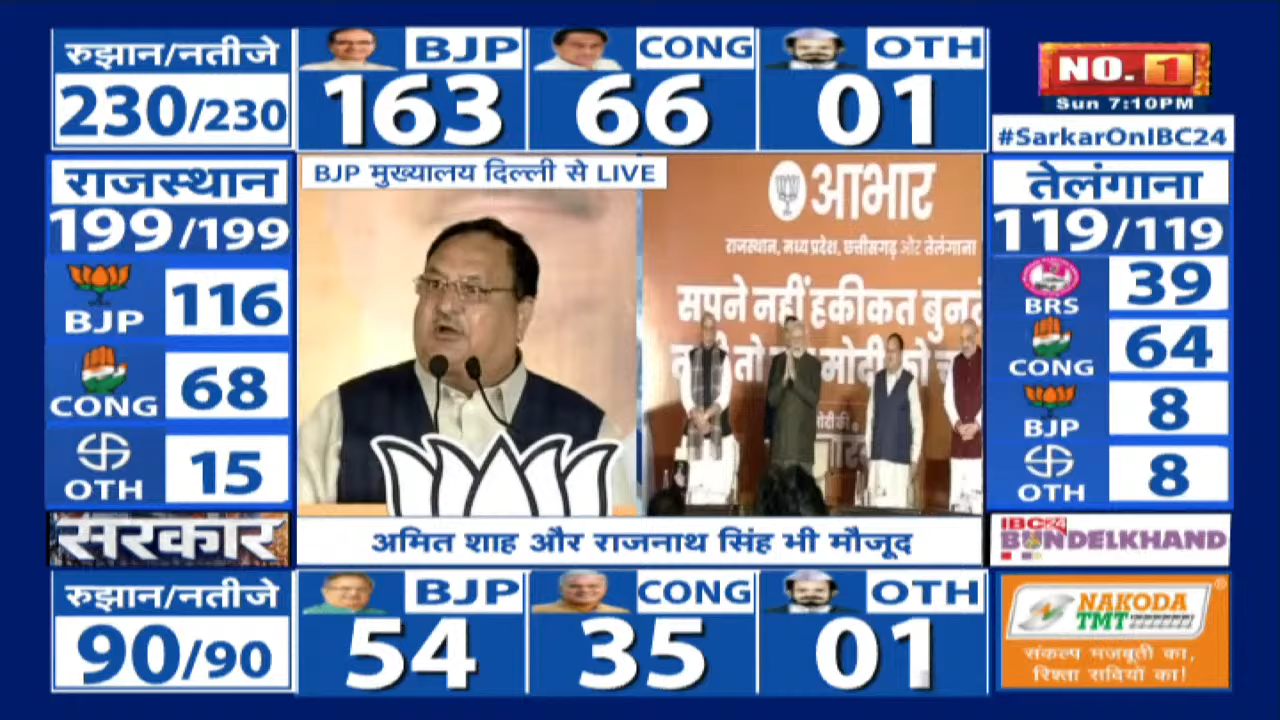 रुझान/नतीजे
230/230
BJP
163
CONG
66
OTH
01
NO. 1
Sun 7:10PM
#SarkarOnIBC24
राजस्थान
199/199
BJP
116
CONG
68
OTH
15
सरकार
BJP मुख्यालय दिल्ली से LIVE
आभार
राजस्थान, मध्य प्रदेश, छत्तीसगढ़ और तेलंगाना
सपने नहीं हकीकत बुनते
तो
मोदी को
अमित शाह और राजनाथ सिंह भी मौजूद
तेलंगाना
119/119
BRS
39
CONG
64
BJP
8
OTH
8
IBC24
BUNDELKHAND
रुझान/नतीजे
90/90
BJP
54
CONG
35
OTH
01
NAKODA
TMT
संकल्प मजबूती का,
रिश्ता सदियों का!